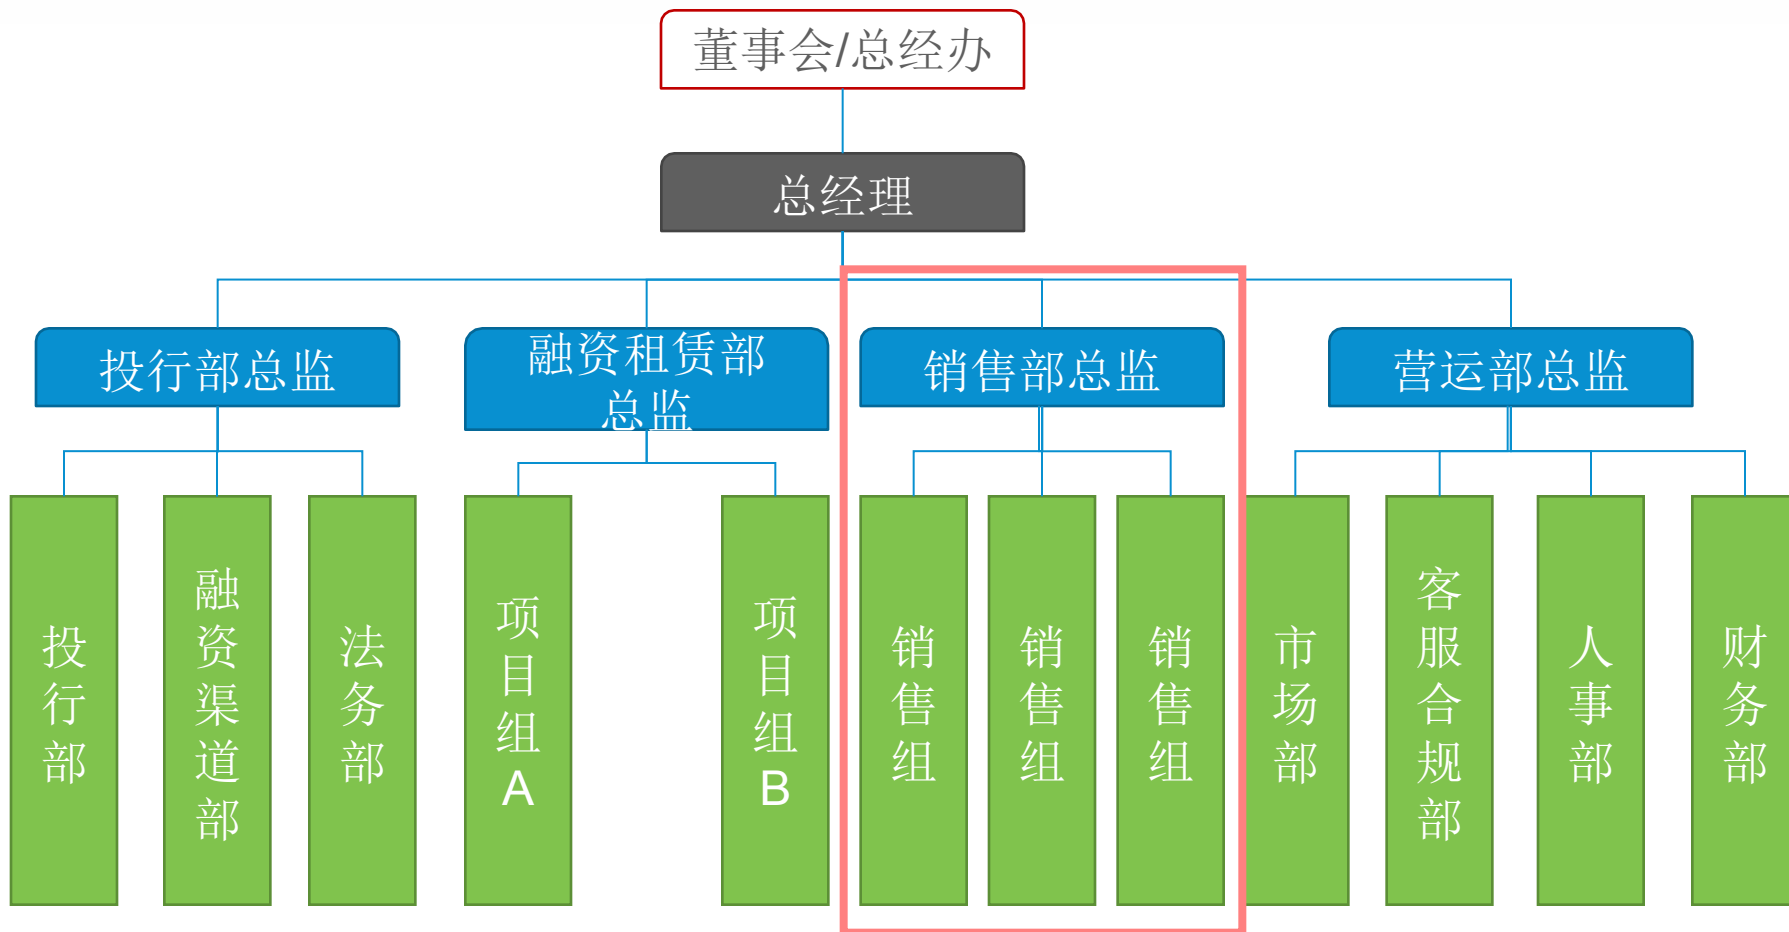 董事会/总经办
总经理
投行部总监
融资租赁部
总监
销售部总监
营运部总监
投行部
融资渠道部
法务部
项目组A
项目组B
销售组
销售组
销售组
市场部
客服合规部
人事部
财务部